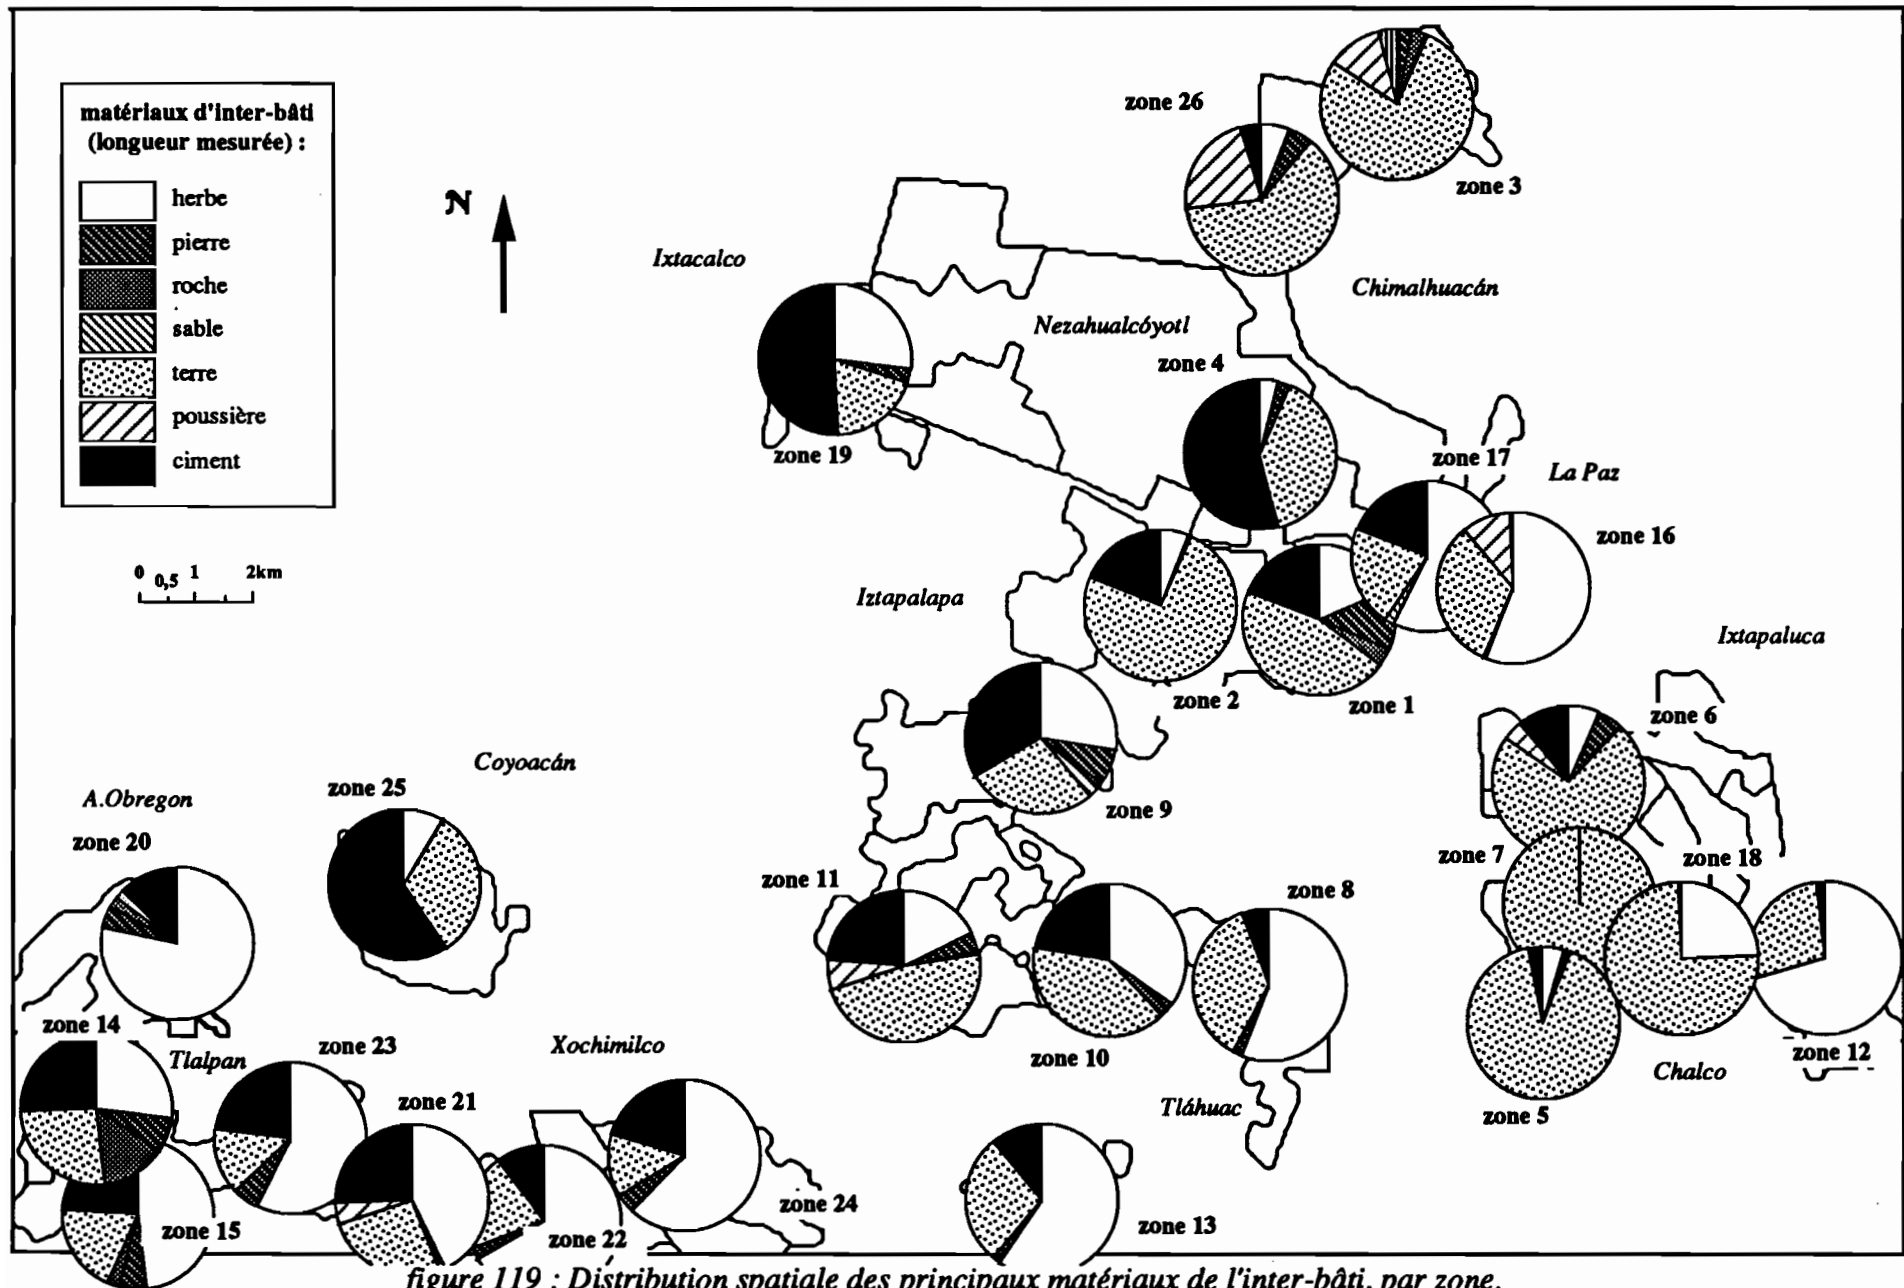 matériaux d'inter-bâti
(longueur mesurée) :
herbe
pierre
roche
sable
terre
poussière
ciment
N
0 0,5 1 2km
zone 26
zone 3
Ixtacalco
Chimalhuacán
Nezahualcóyotl
zone 4
zone 19
zone 17
La Paz
zone 16
Iztapalapa
Ixtapaluca
zone 2
zone 1
zone 6
Coyoacán
zone 25
A.Obregon
zone 9
zone 20
zone 7
zone 18
zone 11
zone 8
zone 14
Tlalpan
zone 23
Xochimilco
zone 10
zone 12
Chalco
zone 21
Tláhuac
zone 5
zone 24
zone 15
zone 22
zone 13
figure 119 : Distribution spatiale des principaux matériaux de l'inter-bâti, par zone.